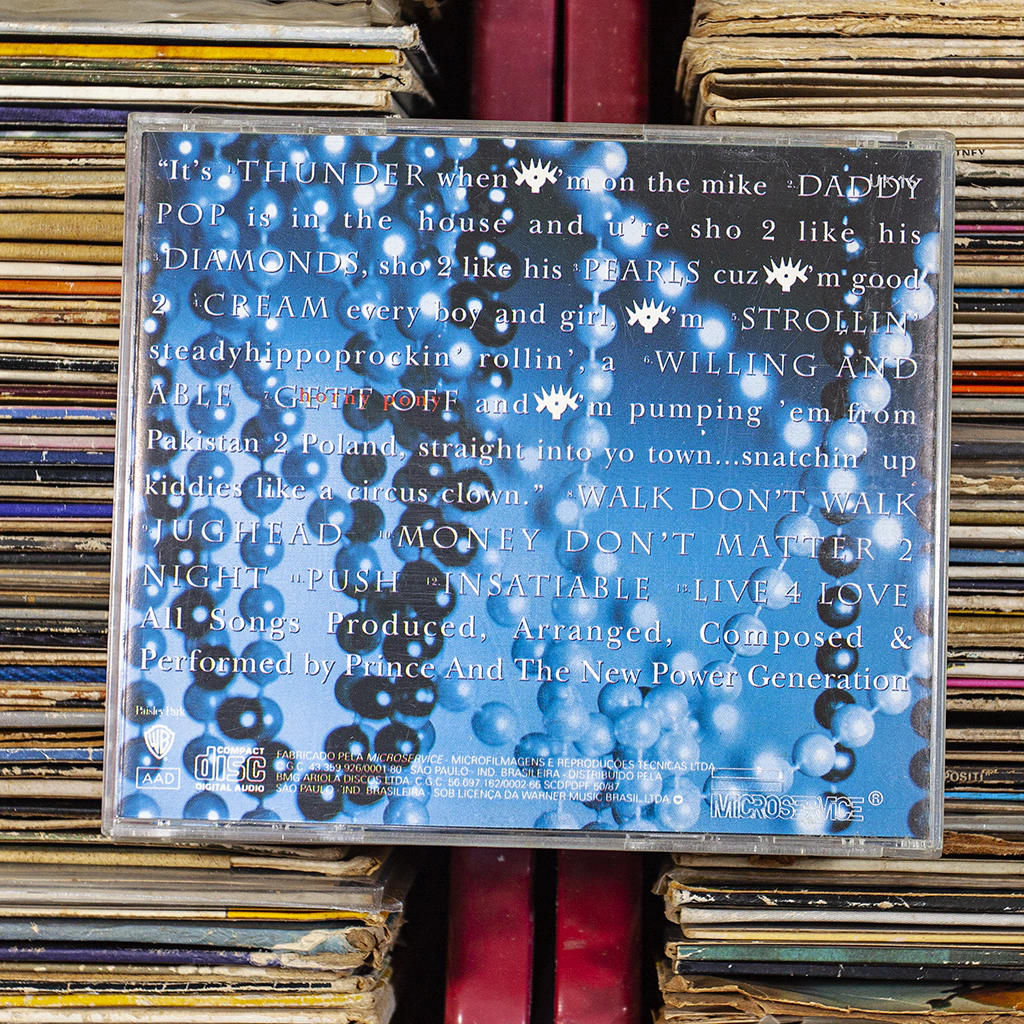 "It's 1. THUNDER when 'm on the mike 2. DADDY
POP is in the house and u're sho 2 like his
3. DIAMONDS, sho 2 like his 3. PEARLS cuz 'm good
2 4. CREAM every boy and girl, 'm 5. STROLLIN'
steadyhippoprockin' rollin', a 6. WILLING AND
ABLE 7. GETT OFF and 'm pumping 'em from
horny pony
Pakistan 2 Poland, straight into yo town...snatchin' up
kiddies like a circus clown." 8. WALK DON'T WALK
9. JUGHEAD 10. MONEY DON'T MATTER 2
NIGHT 11. PUSH 12. INSATIABLE 13. LIVE 4 LOVE
All Songs Produced, Arranged, Composed &
Performed by Prince And The New Power Generation
Paisley Park
WB
AAD
COMPACT
disc
DIGITAL AUDIO
FABRICADO PELA MICROSERVICE - MICROFILMAGENS E REPRODUÇÕES TÉCNICAS LTDA
C.G.C. 43.359.926/0001-80 - SÃO PAULO - IND. BRASILEIRA - DISTRIBUÍDO PELA
BMG ARIOLA DISCOS LTDA. C.G.C. 56.097.162/0002-66 SCDPDPF 50/87
SÃO PAULO - IND. BRASILEIRA - SOB LICENÇA DA WARNER MUSIC BRASIL LTDA
MICROSERVICE ®